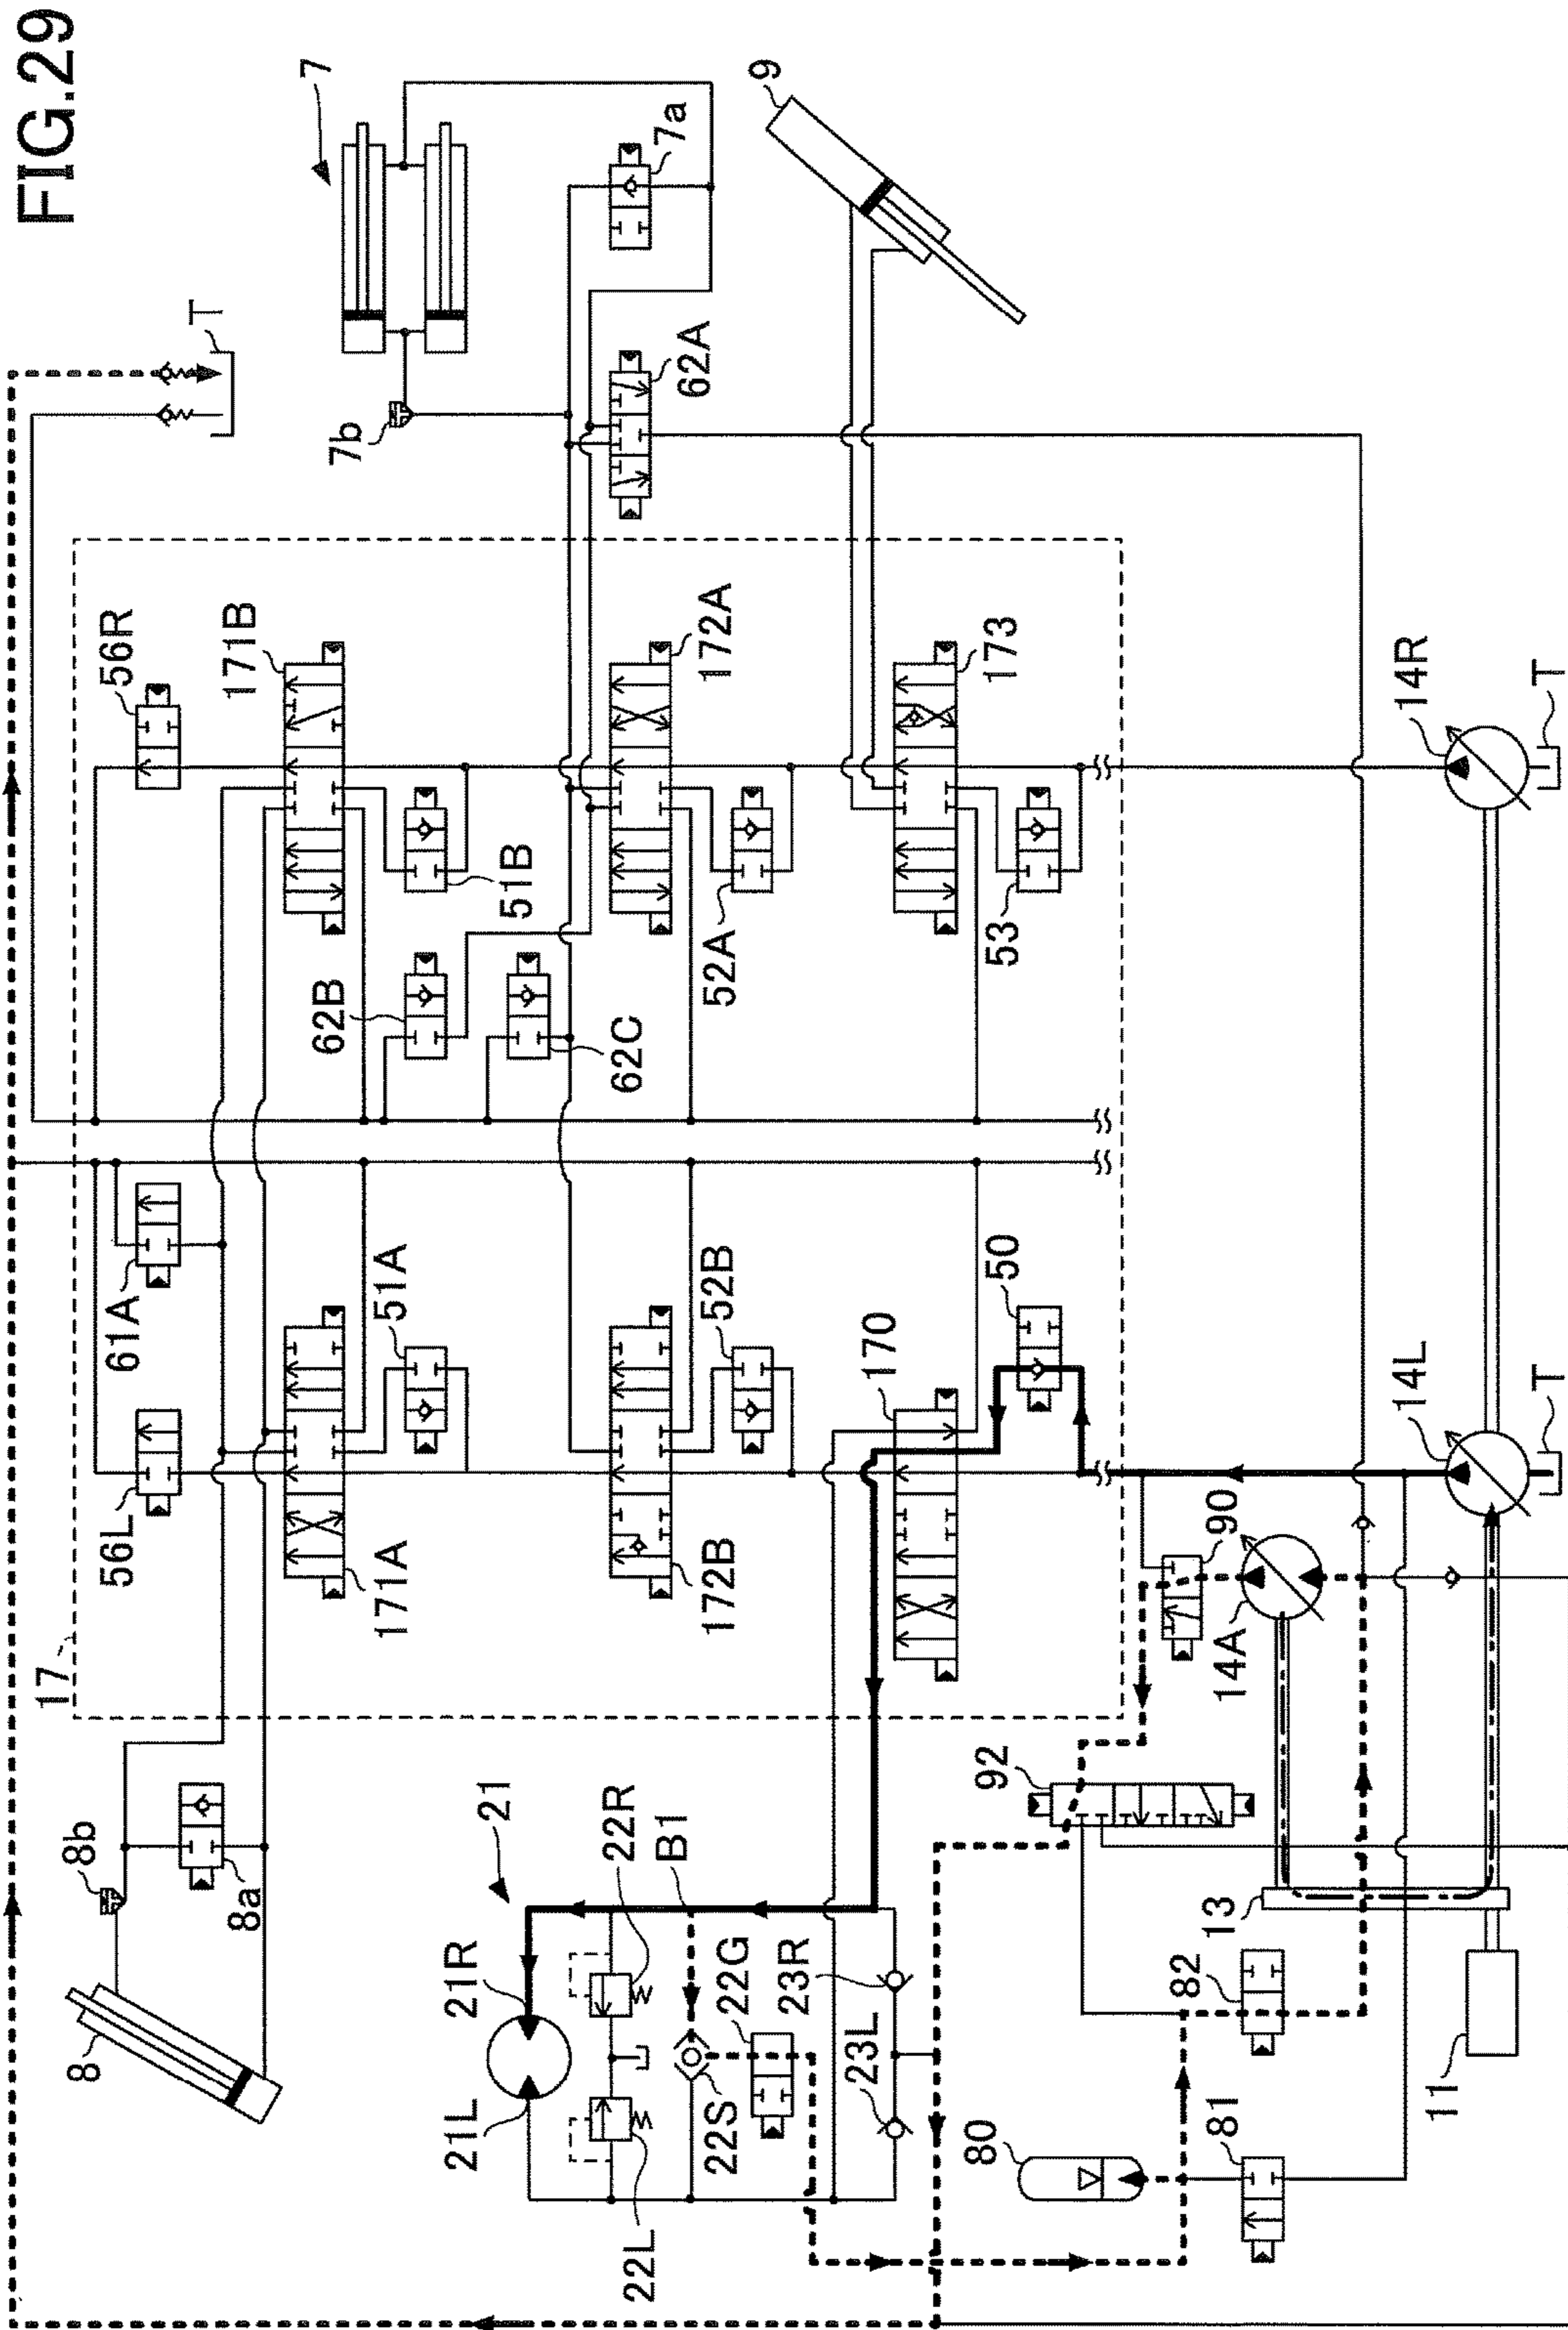 FIG.29
7
7a
9
T
7b
62A
56R
171B
172A
173
51B
52A
53
14R
T
62B
62C
61A
51A
52B
50
170
14L
T
56L
171A
172B
90
14A
17
92
8b
8a
21
22R
B1
13
8
21R
22G
23R
82
21L
22S
23L
80
81
11
22L